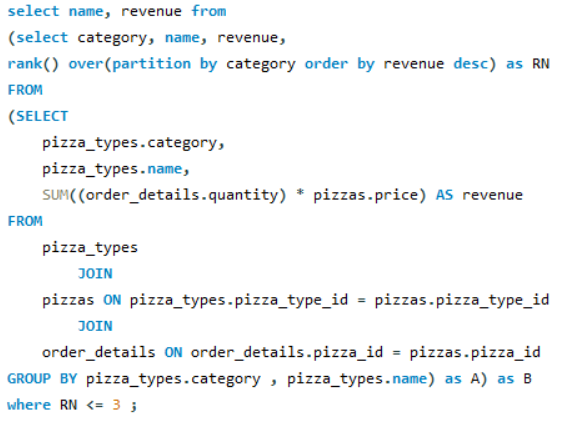 select name, revenue from
(select category, name, revenue,
rank() over(partition by category order by revenue desc) as RN
FROM
(SELECT
pizza_types.category,
pizza_types.name,
SUM((order_details.quantity) * pizzas.price) AS revenue
FROM
pizza_types
JOIN
pizzas ON pizza_types.pizza_type_id = pizzas.pizza_type_id
JOIN
order_details ON order_details.pizza_id = pizzas.pizza_id
GROUP BY pizza_types.category , pizza_types.name) as A) as B
where RN <= 3 ;